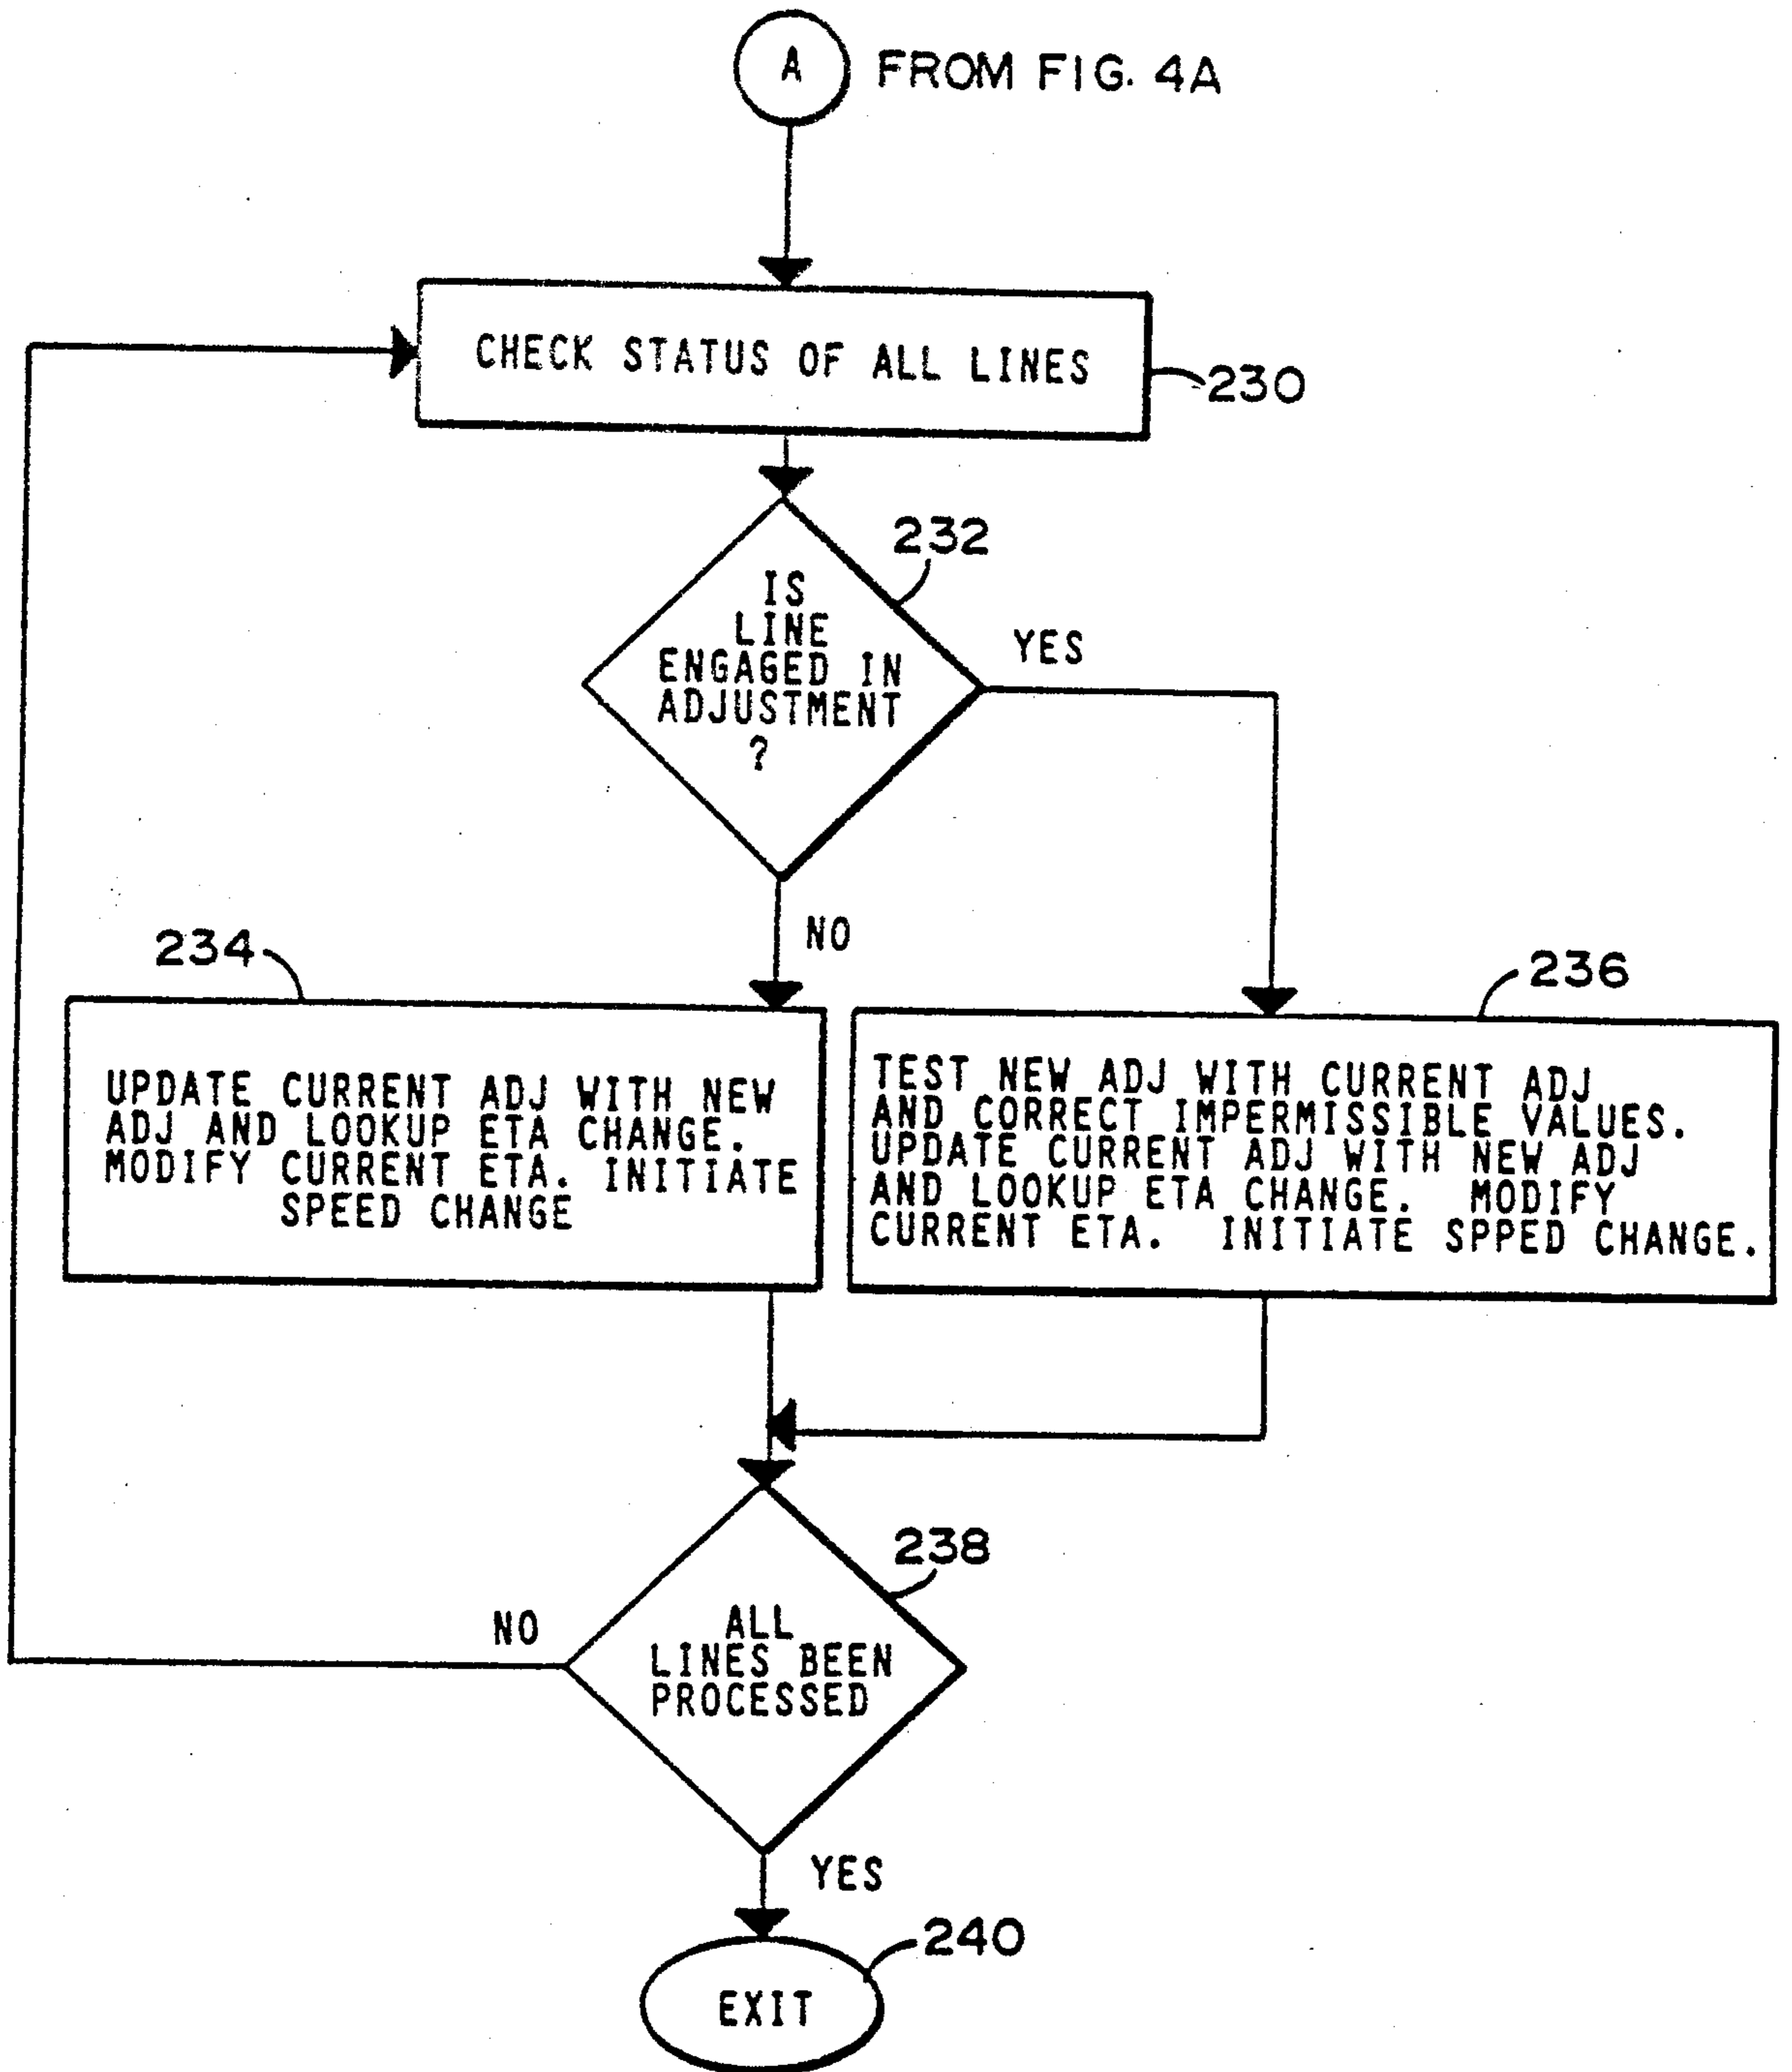 A FROM FIG. 4A
CHECK STATUS OF ALL LINES
230
232
IS
LINE
ENGAGED IN
ADJUSTMENT
?
YES
NO
234
236
UPDATE CURRENT ADJ WITH NEW
ADJ AND LOOKUP ETA CHANGE.
MODIFY CURRENT ETA. INITIATE
SPEED CHANGE
TEST NEW ADJ WITH CURRENT ADJ
AND CORRECT IMPERMISSIBLE VALUES.
UPDATE CURRENT ADJ WITH NEW ADJ
AND LOOKUP ETA CHANGE. MODIFY
CURRENT ETA. INITIATE SPPED CHANGE.
238
NO
ALL
LINES BEEN
PROCESSED
YES
240
EXIT